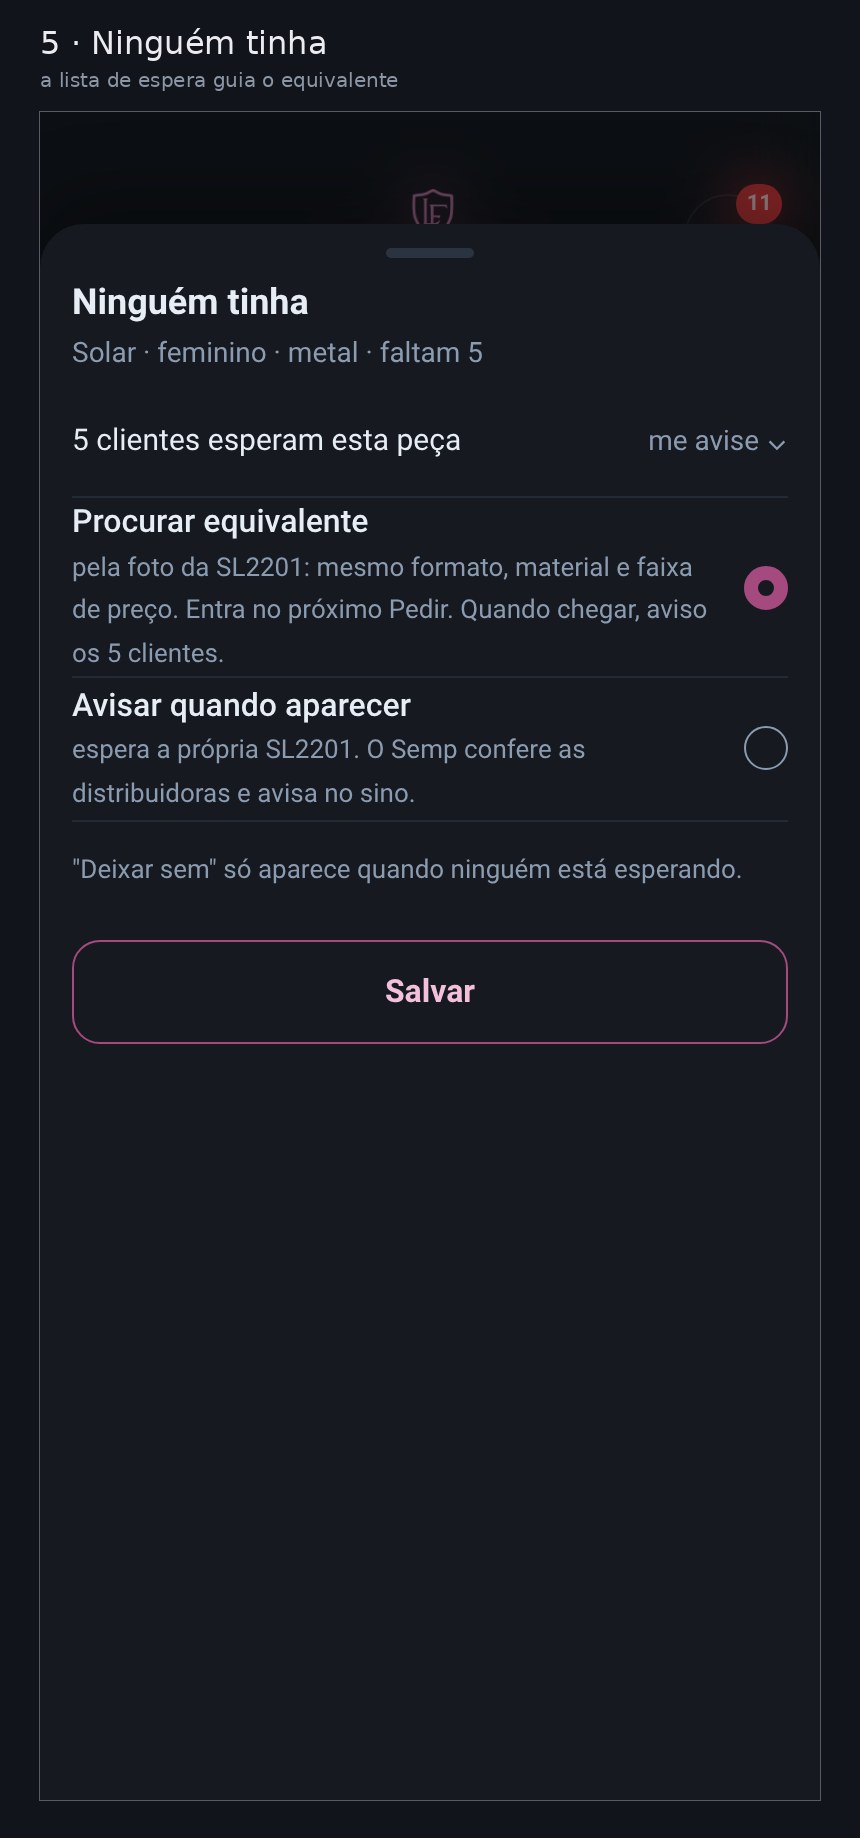 5 · Ninguém tinha
a lista de espera guia o equivalente
LF
11
Ninguém tinha
Solar · feminino · metal · faltam 5
5 clientes esperam esta peça
me avise
Procurar equivalente
pela foto da SL2201: mesmo formato, material e faixa
de preço. Entra no próximo Pedir. Quando chegar, aviso
os 5 clientes.
Avisar quando aparecer
espera a própria SL2201. O Semp confere as
distribuidoras e avisa no sino.
"Deixar sem" só aparece quando ninguém está esperando.
Salvar